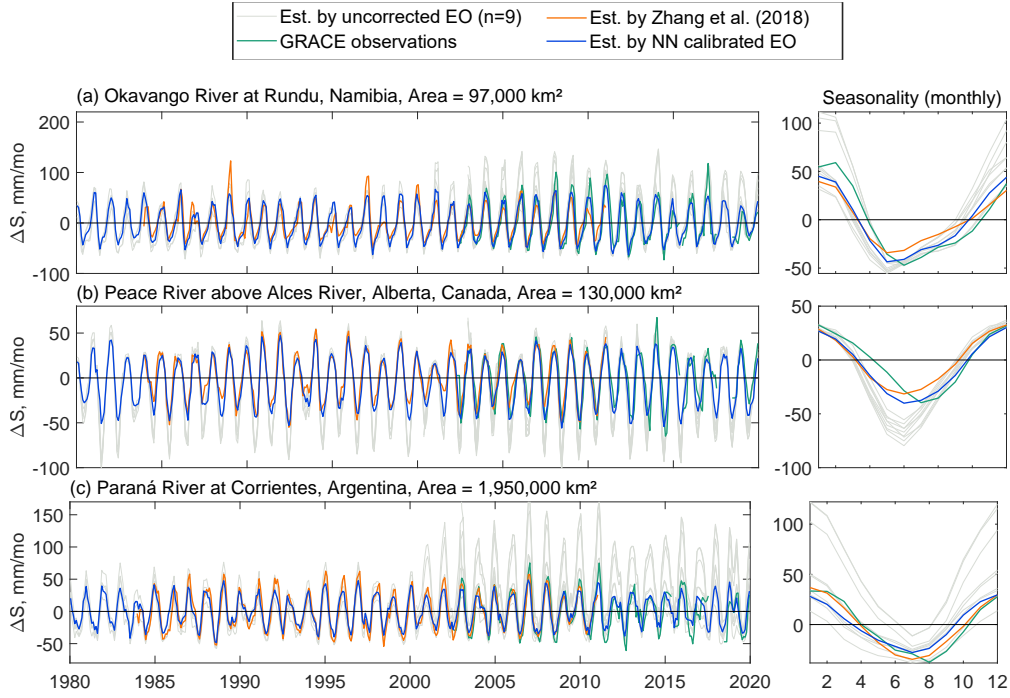 Est. by uncorrected EO (n=9)
Est. by Zhang et al. (2018)
GRACE observations
Est. by NN calibrated EO
(a) Okavango River at Rundu, Namibia, Area = 97,000 km²
Seasonality (monthly)
200
100
0
-100
ΔS, mm/mo
100
50
0
-50
(b) Peace River above Alces River, Alberta, Canada, Area = 130,000 km²
50
0
-50
-100
ΔS, mm/mo
50
0
-50
-100
(c) Paraná River at Corrientes, Argentina, Area = 1,950,000 km²
150
100
50
0
-50
ΔS, mm/mo
1980 1985 1990 1995 2000 2005 2010 2015 2020
100
50
0
2 4 6 8 10 12